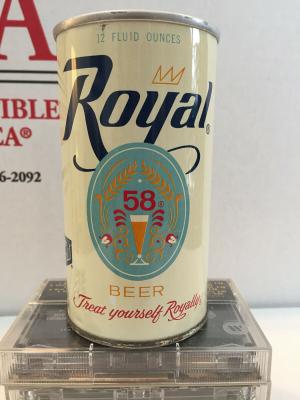 A
12 FLUID OUNCES
IBLE
CA®
6-2092
Royal®
58®
BEER
Treat yourself Royally